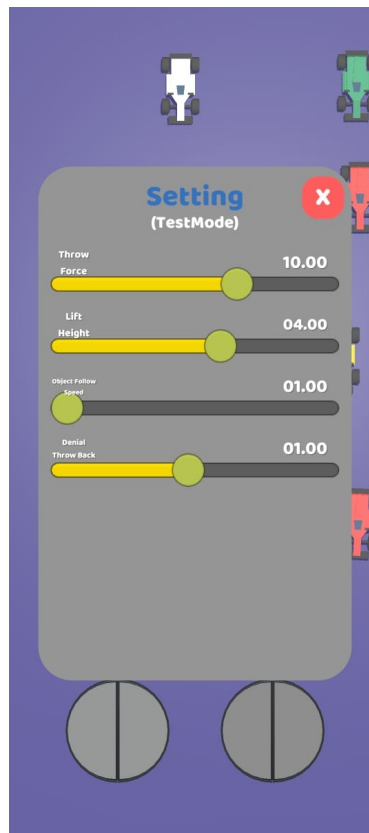 Setting
X
(TestMode)
Throw
Force
10.00
Lift
Height
04.00
Object Follow
Speed
01.00
Denial
Throw Back
01.00